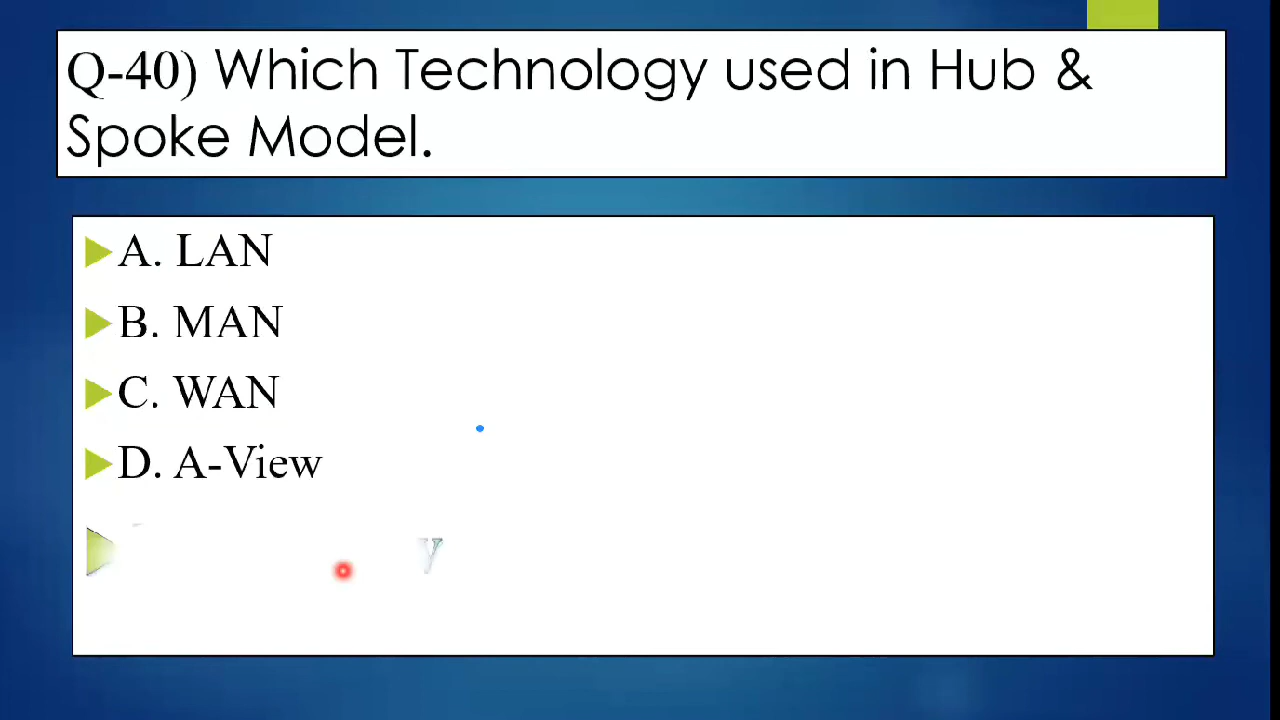 Q-40) Which Technology used in Hub &
Spoke Model.
A. LAN
B. MAN
C. WAN
D. A-View